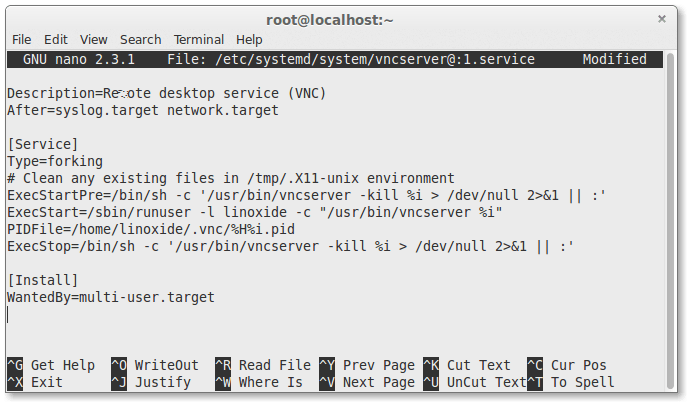 root@localhost:~
File Edit View Search Terminal Help
GNU nano 2.3.1 File: /etc/systemd/system/vncserver@:1.service Modified
Description=Remote desktop service (VNC)
After=syslog.target network.target
[Service]
Type=forking
# Clean any existing files in /tmp/.X11-unix environment
ExecStartPre=/bin/sh -c '/usr/bin/vncserver -kill %i > /dev/null 2>&1 || :'
ExecStart=/sbin/runuser -l linoxide -c "/usr/bin/vncserver %i"
PIDFile=/home/linoxide/.vnc/%H%i.pid
ExecStop=/bin/sh -c '/usr/bin/vncserver -kill %i > /dev/null 2>&1 || :'
[Install]
WantedBy=multi-user.target
^G Get Help ^O WriteOut ^R Read File ^Y Prev Page ^K Cut Text ^C Cur Pos
^X Exit ^J Justify ^W Where Is ^V Next Page ^U UnCut Text ^T To Spell